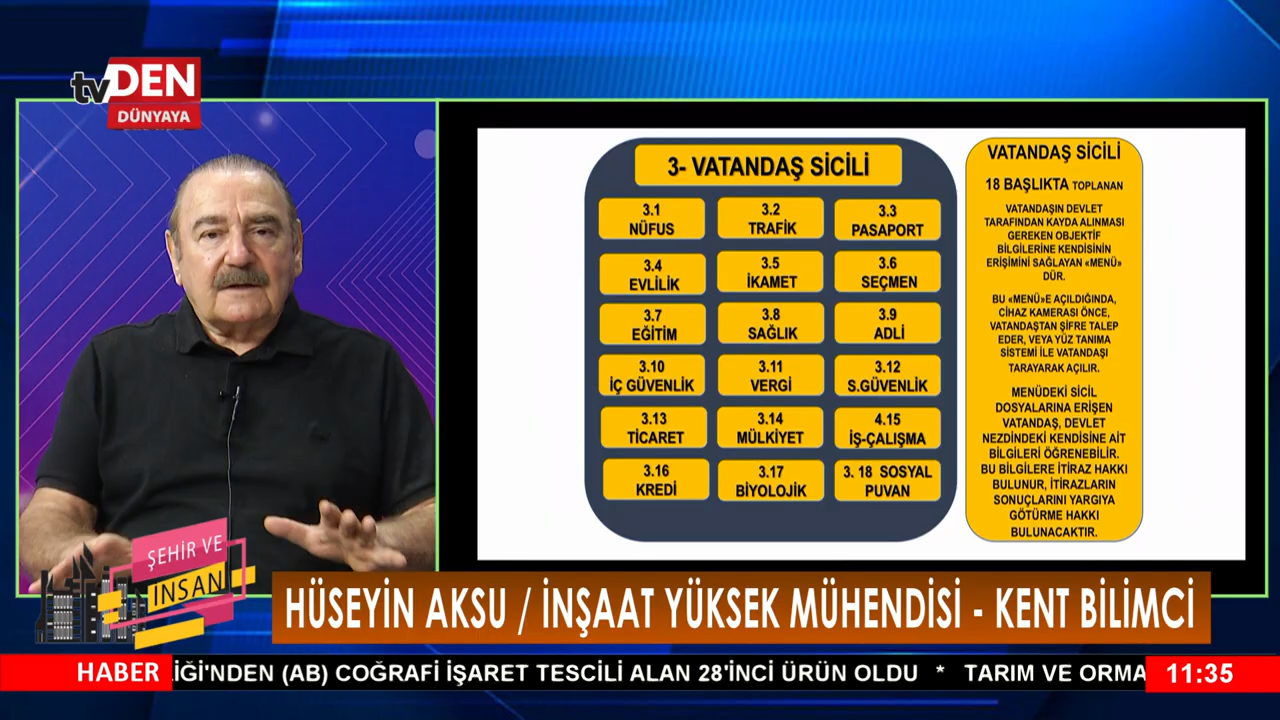 tvDEN
DÜNYAYA
3- VATANDAŞ SİCİLİ
3.1
NÜFUS
3.2
TRAFİK
3.3
PASAPORT
3.4
EVLİLİK
3.5
İKAMET
3.6
SEÇMEN
3.7
EĞİTİM
3.8
SAĞLIK
3.9
ADLİ
3.10
İÇ GÜVENLİK
3.11
VERGİ
3.12
S.GÜVENLİK
3.13
TİCARET
3.14
MÜLKİYET
4.15
İŞ-ÇALIŞMA
3.16
KREDİ
3.17
BİYOLOJİK
3. 18 SOSYAL
PUVAN
VATANDAŞ SİCİLİ
18 BAŞLIKTA TOPLANAN
VATANDAŞIN DEVLET
TARAFINDAN KAYDA ALINMASI
GEREKEN OBJEKTİF
BİLGİLERİNE KENDİSİNİN
ERİŞİMİNİ SAĞLAYAN «MENÜ»
DÜR.
BU «MENÜ»E AÇILDIĞINDA,
CİHAZ KAMERASI ÖNCE,
VATANDAŞTAN ŞİFRE TALEP
EDER, VEYA YÜZ TANIMA
SİSTEMİ İLE VATANDAŞI
TARAYARAK AÇILIR.
MENÜDEKİ SİCİL
DOSYALARINA ERİŞEN
VATANDAŞ, DEVLET
NEZDİNDEKİ KENDİSİNE AİT
BİLGİLERİ ÖĞRENEBİLİR.
BU BİLGİLERE İTİRAZ HAKKI
BULUNUR, İTİRAZLARIN
SONUÇLARINI YARGIYA
GÖTÜRME HAKKI
BULUNACAKTIR.
ŞEHİR VE
İNSAN
HÜSEYİN AKSU / İNŞAAT YÜKSEK MÜHENDİSİ - KENT BİLİMCİ
HABER
İĞİ'NDEN (AB) COĞRAFİ İŞARET TESCİLİ ALAN 28'İNCİ ÜRÜN OLDU * TARIM VE ORMA
11:35